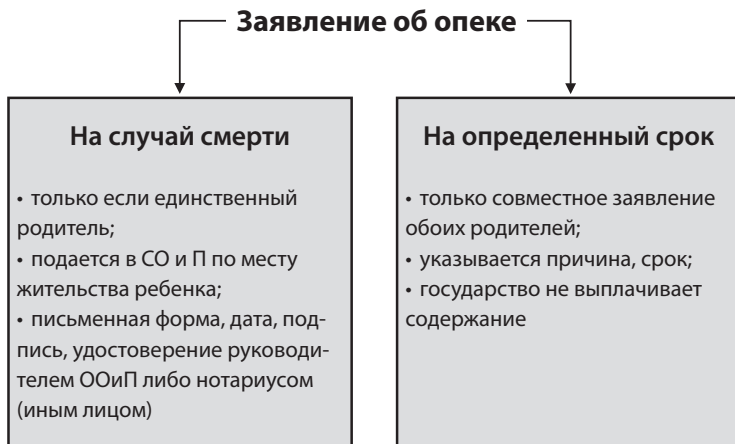 Заявление об опеке
На случай смерти
• только если единственный
родитель;
• подается в СО и П по месту
жительства ребенка;
• письменная форма, дата, под-
пись, удостоверение руководи-
телем ООиП либо нотариусом
(иным лицом)
На определенный срок
• только совместное заявление
обоих родителей;
• указывается причина, срок;
• государство не выплачивает
содержание